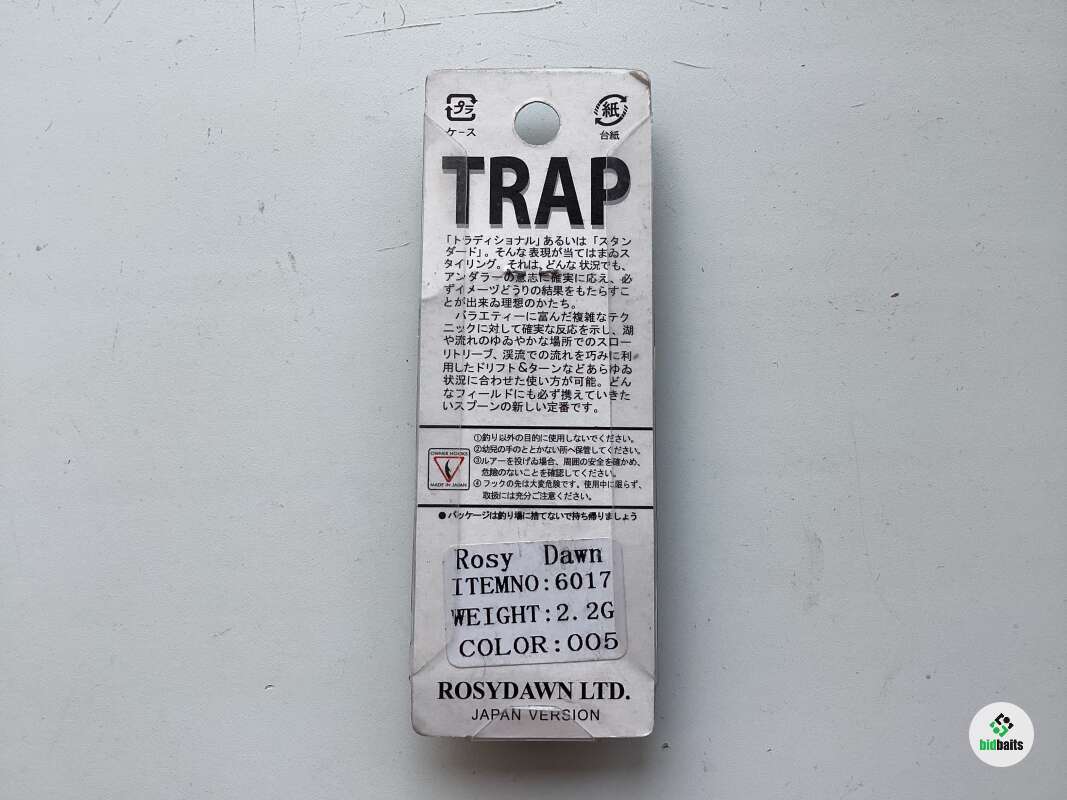 プラ 紙
ケース 台紙
TRAP
「トラディショナル」あるいは「スタン
ダード」。そんな表現が当てはまゐス
タイリング。それは、どんな状況でも、
アンダラーの意志に確実に応え、必
ずイメーヅどうりの結果をもたらすこ
とが出来ゐ理想のかたち。
バラエティーに富んだ複雑なテク
ニックに対して確実な反応を示し、湖
や流れのゆゐやかな場所でのスロー
リトリーブ、渓流での流れを巧みに利
用したドリフト&ターンなどあらゆゐ
状況に合わせた使い方が可能。どん
なフィールドにも必ず携えていきた
いスプーンの新しい定番です。
OWNER HOOKS
MADE IN JAPAN
①釣り以外の目的に使用しないでください。
②幼児の手のととかない所へ保管してください。
③ルアーを投げゐ場合、周囲の安全を確かめ、
危険のないことを確認してください。
④フックの先は大変危険です。使用中に限らず、
取扱には充分ご注意ください。
●パッケージは釣り場に捨てないで持ち帰りましょう
Rosy Dawn
ITEMNO:6017
WEIGHT:2.2G
COLOR:005
ROSYDAWN LTD.
JAPAN VERSION
bidbaits